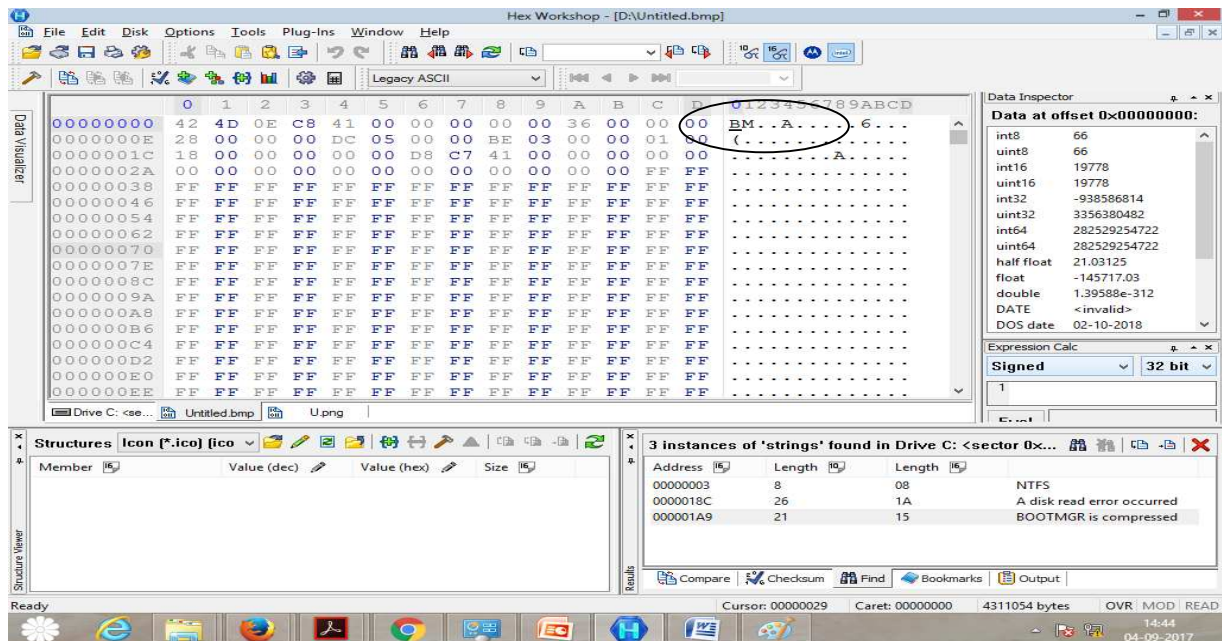 Hex Workshop - [D:\Untitled.bmp]
File Edit Disk Options Tools Plug-Ins Window Help
Legacy ASCII
Data Visualizer
0 1 2 3 4 5 6 7 8 9 A B C D 0123456789ABCD
00000000 42 4D 0E C8 41 00 00 00 00 00 36 00 00 00 BM..A.....6...
0000000E 28 00 00 00 DC 05 00 00 BE 03 00 00 01 00 (.............
0000001C 18 00 00 00 00 00 D8 C7 41 00 00 00 00 00 ........A.....
0000002A 00 00 00 00 00 00 00 00 00 00 00 00 FF FF ..............
00000038 FF FF FF FF FF FF FF FF FF FF FF FF FF FF ..............
00000046 FF FF FF FF FF FF FF FF FF FF FF FF FF FF ..............
00000054 FF FF FF FF FF FF FF FF FF FF FF FF FF FF ..............
00000062 FF FF FF FF FF FF FF FF FF FF FF FF FF FF ..............
00000070 FF FF FF FF FF FF FF FF FF FF FF FF FF FF ..............
0000007E FF FF FF FF FF FF FF FF FF FF FF FF FF FF ..............
0000008C FF FF FF FF FF FF FF FF FF FF FF FF FF FF ..............
0000009A FF FF FF FF FF FF FF FF FF FF FF FF FF FF ..............
000000A8 FF FF FF FF FF FF FF FF FF FF FF FF FF FF ..............
000000B6 FF FF FF FF FF FF FF FF FF FF FF FF FF FF ..............
000000C4 FF FF FF FF FF FF FF FF FF FF FF FF FF FF ..............
000000D2 FF FF FF FF FF FF FF FF FF FF FF FF FF FF ..............
000000E0 FF FF FF FF FF FF FF FF FF FF FF FF FF FF ..............
000000EE FF FF FF FF FF FF FF FF FF FF FF FF FF FF ..............
Drive C: <se... Untitled.bmp U.png
Data Inspector
Data at offset 0x00000000:
int8 66
uint8 66
int16 19778
uint16 19778
int32 -938586814
uint32 3356380482
int64 282529254722
uint64 282529254722
half float 21.03125
float -145717.03
double 1.39588e-312
DATE <invalid>
DOS date 02-10-2018
Expression Calc
Signed 32 bit
1
Structures Icon (*.ico) (ico
Member Value (dec) Value (hex) Size
Structure Viewer
3 instances of 'strings' found in Drive C: <sector 0x...
Address Length Length
00000003 8 08 NTFS
0000018C 26 1A A disk read error occurred
000001A9 21 15 BOOTMGR is compressed
Results
Compare Checksum Find Bookmarks Output
Ready Cursor: 00000029 Caret: 00000000 4311054 bytes OVR MOD READ
14:44
04-09-2017